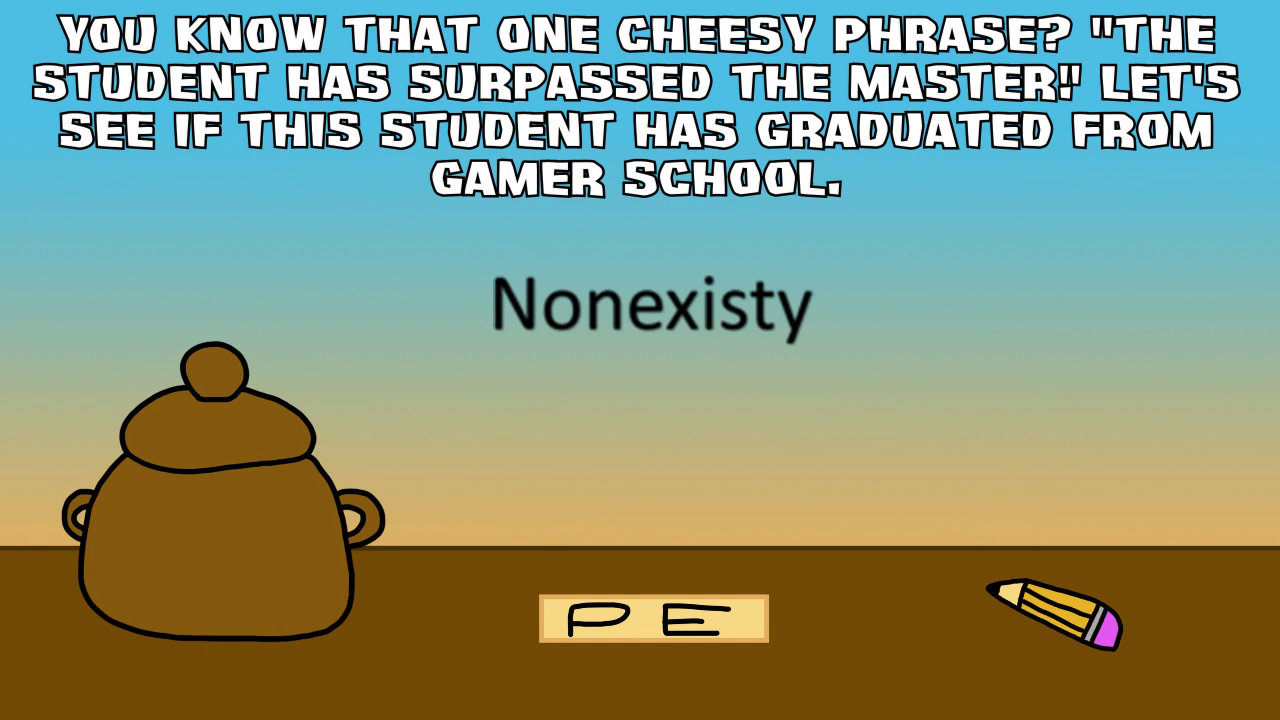 YOU KNOW THAT ONE CHEESY PHRASE? "THE
STUDENT HAS SURPASSED THE MASTER!" LET'S
SEE IF THIS STUDENT HAS GRADUATED FROM
GAMER SCHOOL.
Nonexisty
P E